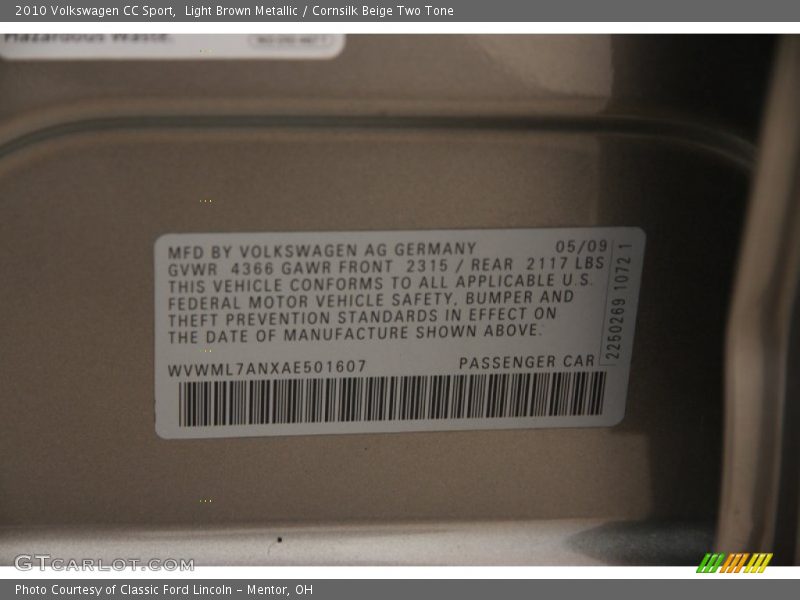 2010 Volkswagen CC Sport,  Light Brown Metallic / Cornsilk Beige Two Tone
Hazardous Waste.
MFD BY VOLKSWAGEN AG GERMANY 05/09
GVWR 4366 GAWR FRONT 2315 / REAR 2117 LBS
THIS VEHICLE CONFORMS TO ALL APPLICABLE U.S.
FEDERAL MOTOR VEHICLE SAFETY, BUMPER AND
THEFT PREVENTION STANDARDS IN EFFECT ON
THE DATE OF MANUFACTURE SHOWN ABOVE.
WVWML7ANXAE501607 PASSENGER CAR
2250269 1072 1
GTCARLOT.COM
Photo Courtesy of Classic Ford Lincoln - Mentor, OH